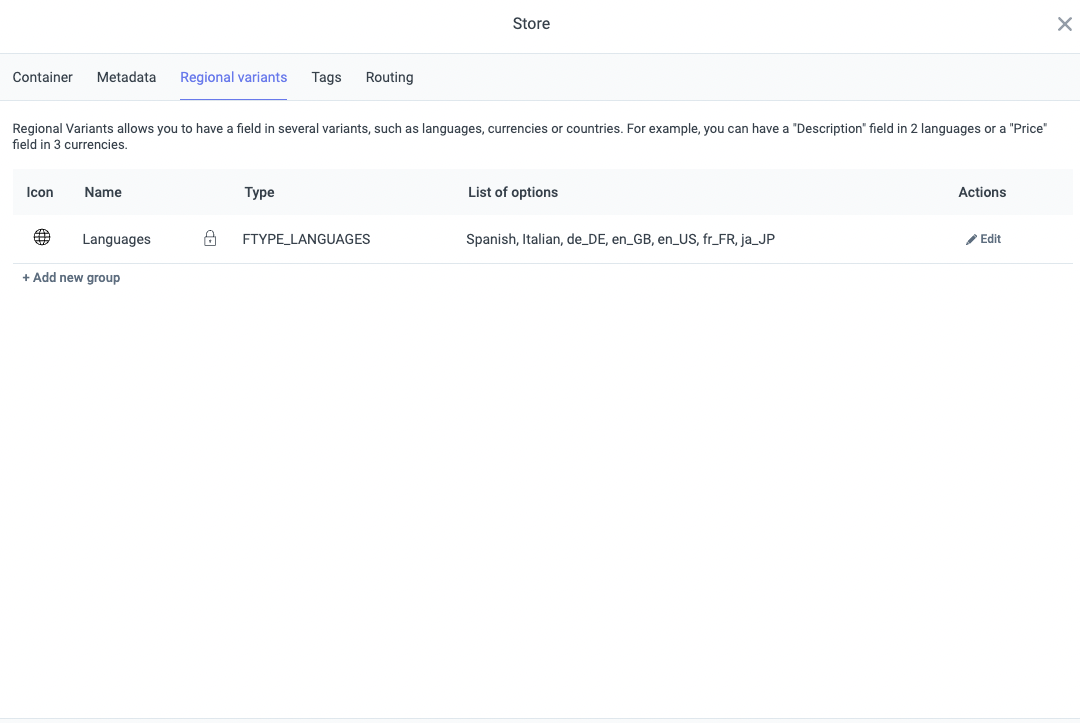 Store
Container Metadata Regional variants Tags Routing
Regional Variants allows you to have a field in several variants, such as languages, currencies or countries. For example, you can have a "Description" field in 2 languages or a "Price"
field in 3 currencies.
Icon Name Type List of options Actions
Languages FTYPE_LANGUAGES Spanish, Italian, de_DE, en_GB, en_US, fr_FR, ja_JP Edit
+ Add new group